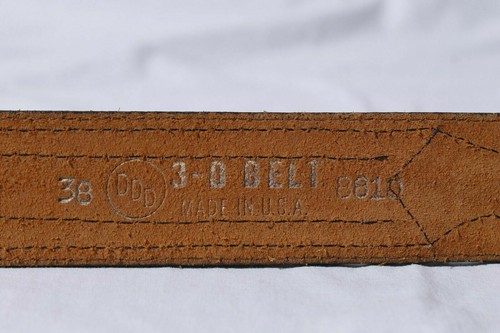 38 DDD 3-D BELT 8810
MADE IN U.S.A.